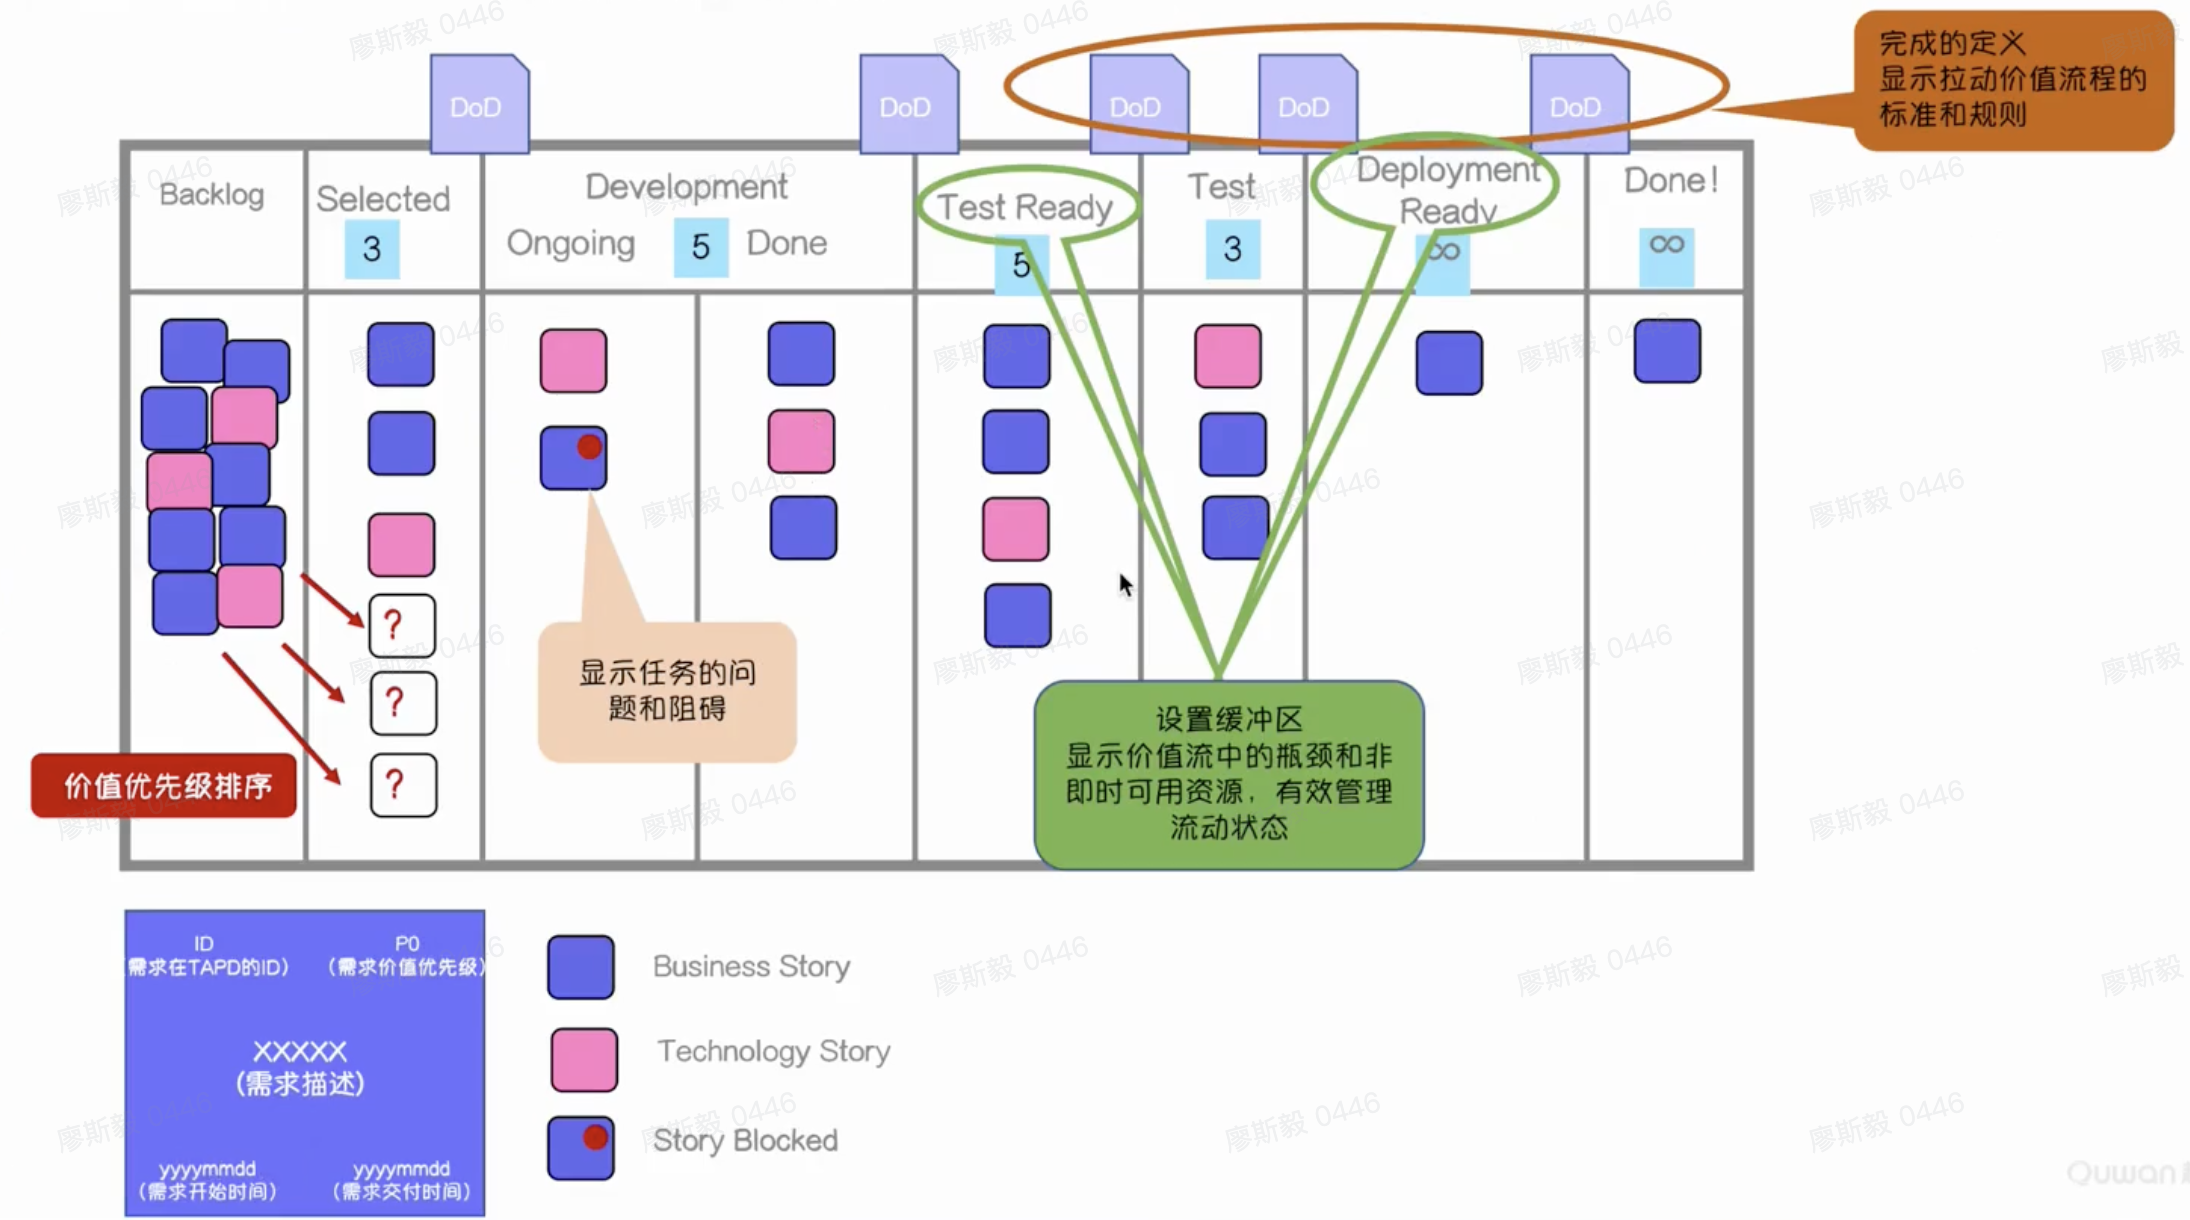 DoD
DoD
DoD
DoD
DoD
完成的定义
显示拉动价值流程的
标准和规则
Backlog
Selected
3
Development
Ongoing
5
Done
Test Ready
5
Test
3
Deployment
Ready
∞
Done!
∞
?
?
?
价值优先级排序
显示任务的问
题和阻碍
设置缓冲区
显示价值流中的瓶颈和非
即时可用资源，有效管理
流动状态
ID
(需求在TAPD的ID)
P0
(需求价值优先级)
XXXXX
(需求描述)
yyyymmdd
(需求开始时间)
yyyymmdd
(需求交付时间)
Business Story
Technology Story
Story Blocked
廖斯毅 0446
Quwan